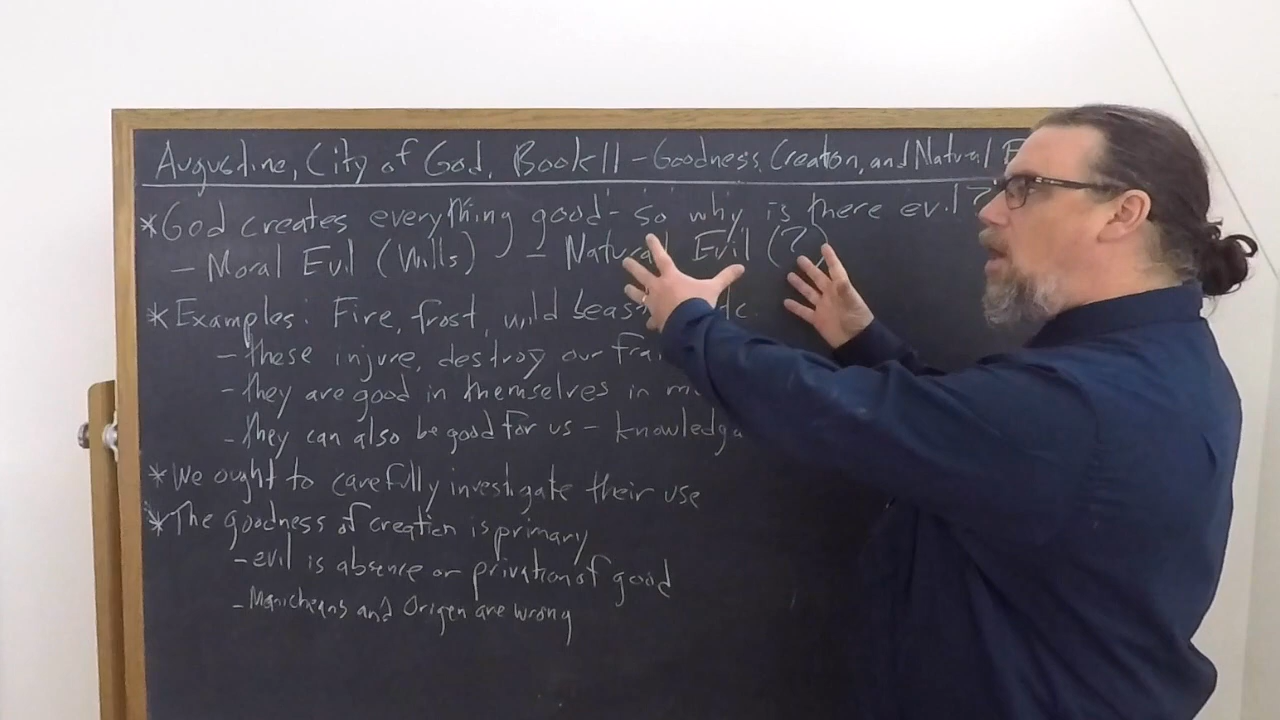 Augustine, City of God, Book 11 - Goodness, Creation, and Natural E
*God creates everything good - so why is there evil?
- Moral Evil (Wills) - Natural Evil (?)
*Examples: Fire, frost, wild beasts, etc.
- these injure, destroy our
- they are good in themselves in
- they can also be good for us - knowledge
*We ought to carefully investigate their use
*The goodness of creation is primary
- evil is absence or privation of good
- Manicheans and Origen are wrong